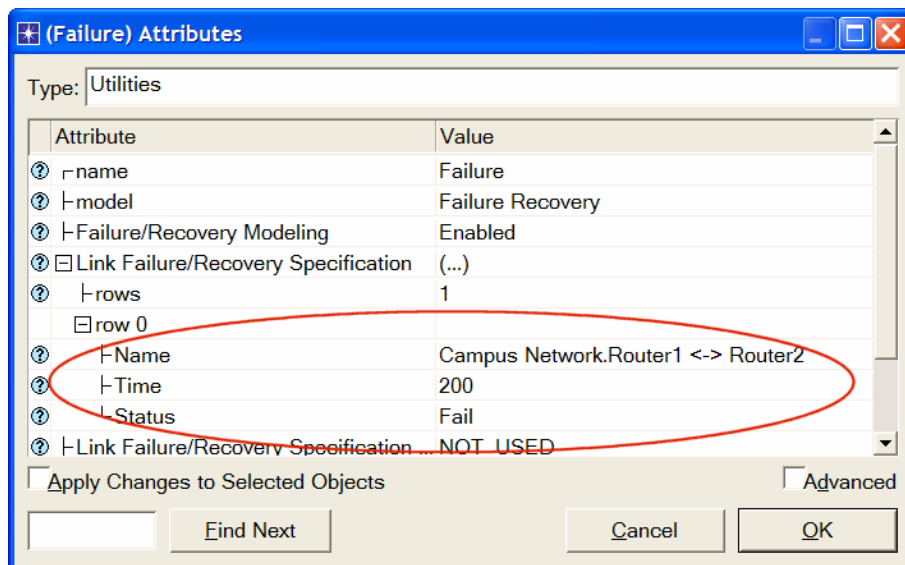 (Failure) Attributes
Type: Utilities
Attribute Value
name Failure
model Failure Recovery
Failure/Recovery Modeling Enabled
Link Failure/Recovery Specification (...)
rows 1
row 0
Name Campus Network.Router1 <-> Router2
Time 200
Status Fail
Link Failure/Recovery Specification ... NOT_USED
Apply Changes to Selected Objects Advanced
Find Next Cancel OK